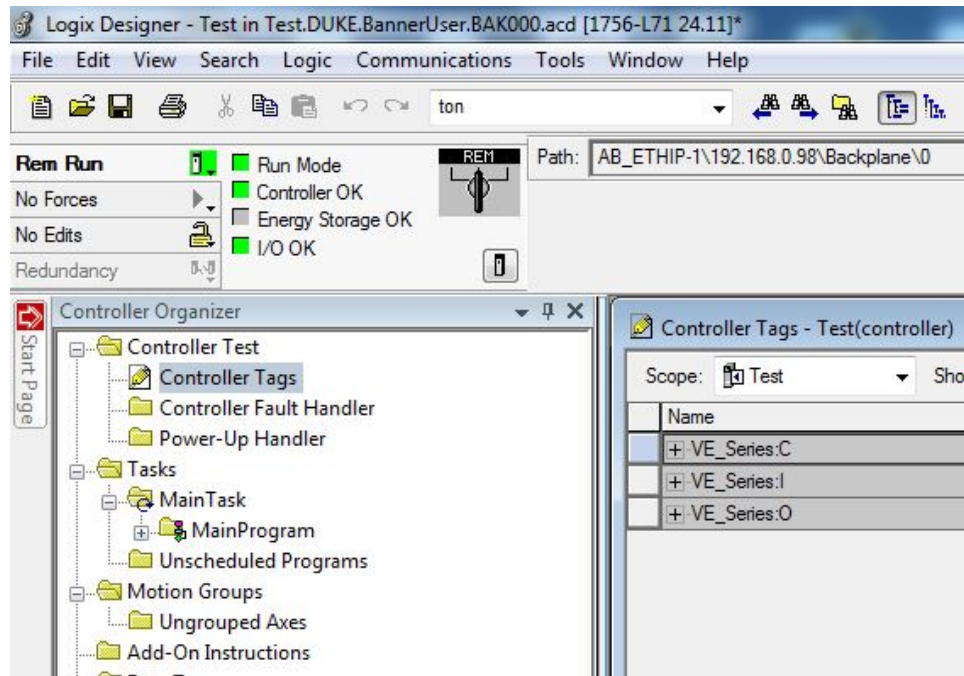 Logix Designer - Test in Test.DUKE.BannerUser.BAK000.acd [1756-L71 24.11]*
File Edit View Search Logic Communications Tools Window Help
ton
Rem Run
No Forces
No Edits
Redundancy
Run Mode
Controller OK
Energy Storage OK
I/O OK
REM
Path: AB_ETHIP-1\192.168.0.98\Backplane\0
Start Page
Controller Organizer
Controller Test
Controller Tags
Controller Fault Handler
Power-Up Handler
Tasks
MainTask
MainProgram
Unscheduled Programs
Motion Groups
Ungrouped Axes
Add-On Instructions
Controller Tags - Test(controller)
Scope: Test Sho
Name
VE_Series:C
VE_Series:I
VE_Series:O